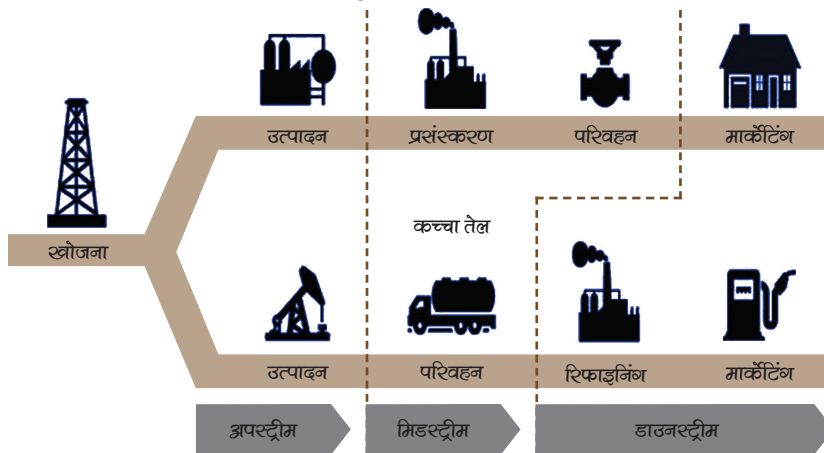 उत्पादन
प्रसंस्करण
परिवहन
मार्केटिंग
खोजना
कच्चा तेल
उत्पादन
परिवहन
रिफाइनिंग
मार्केटिंग
अपस्ट्रीम
मिडस्ट्रीम
डाउनस्ट्रीम